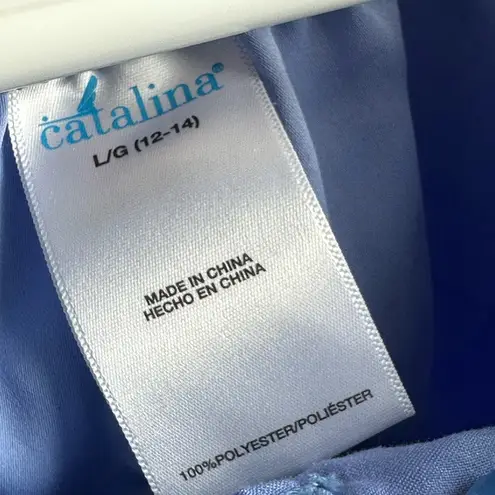 catalina®
L/G (12-14)
MADE IN CHINA
HECHO EN CHINA
100%POLYESTER/POLIÉSTER